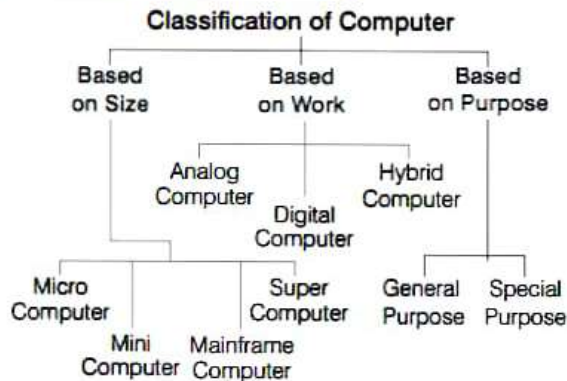 Classification of Computer
Based
on Size
Based
on Work
Based
on Purpose
Analog
Computer
Digital
Computer
Hybrid
Computer
Micro
Computer
Mini
Computer
Mainframe
Computer
Super
Computer
General
Purpose
Special
Purpose